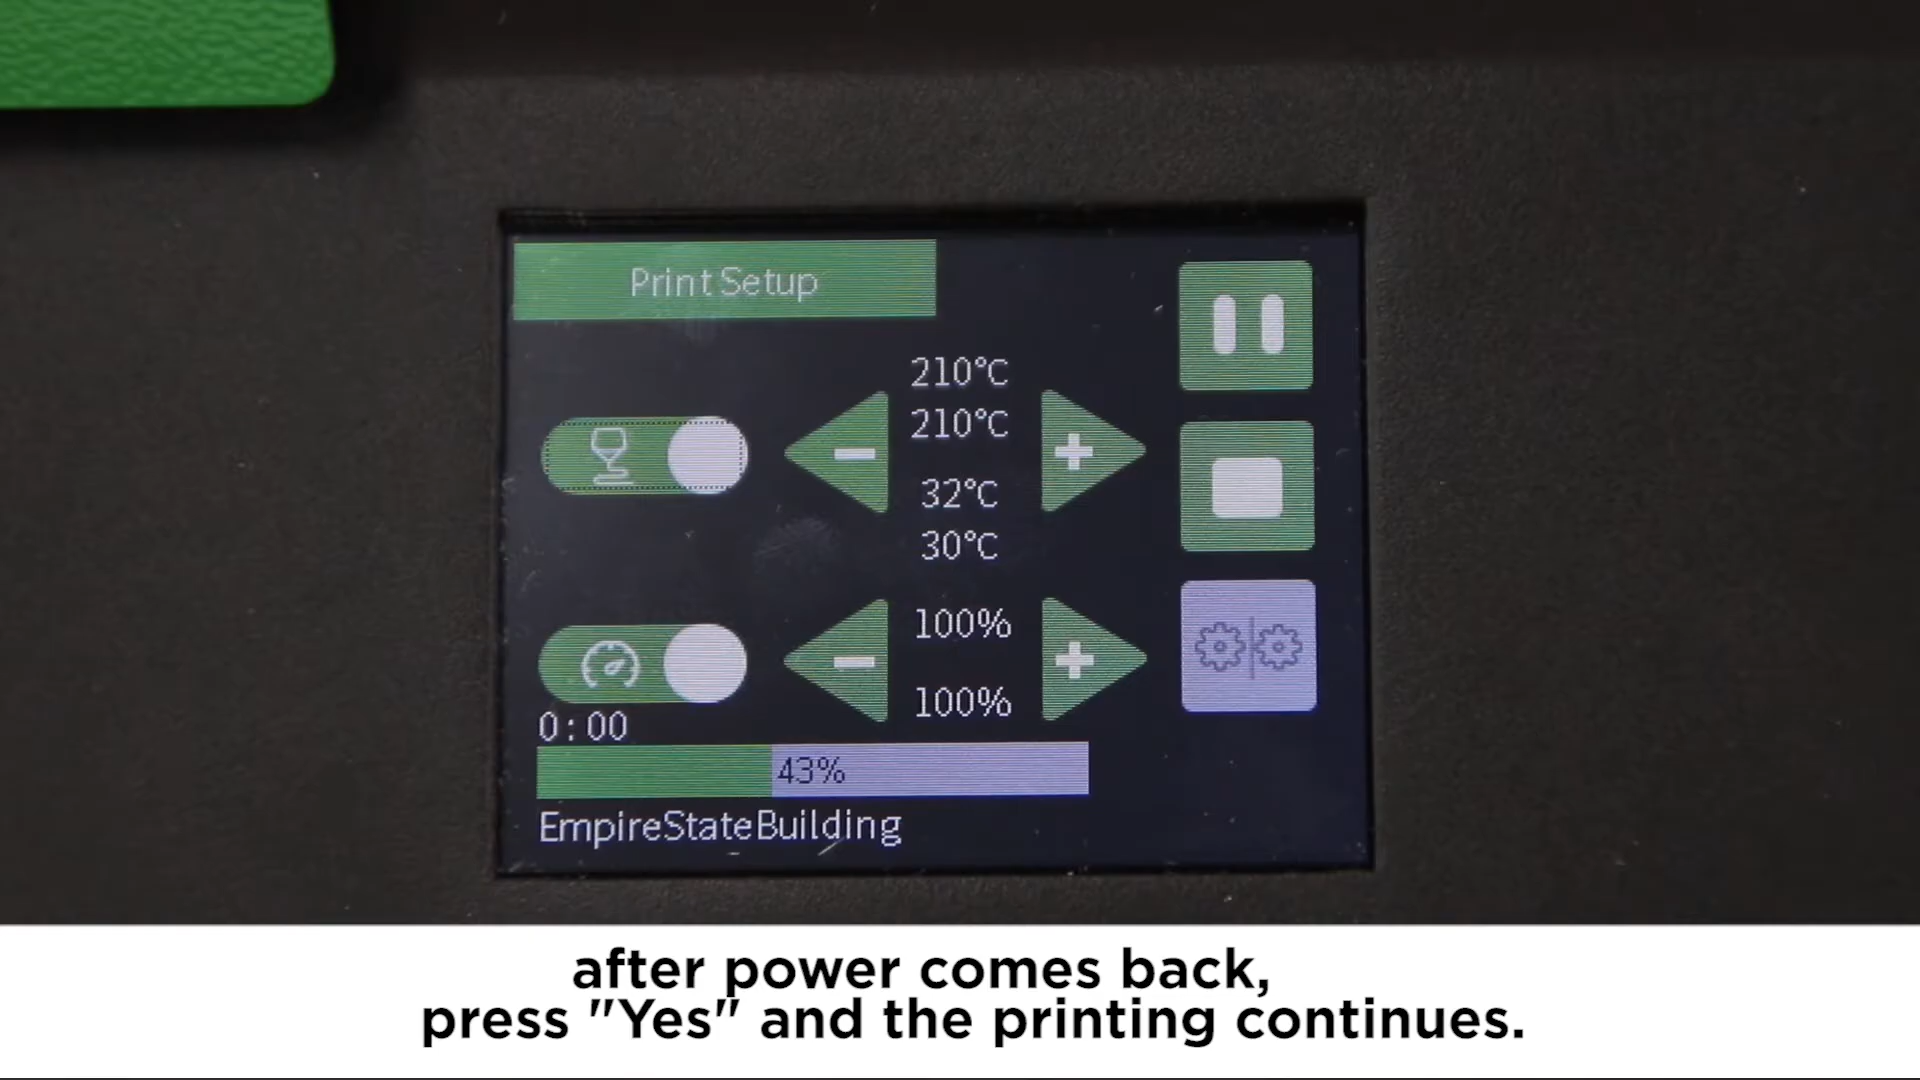 Print Setup
210°C
210°C
32°C
30°C
100%
100%
0:00
43%
EmpireStateBuilding
after power comes back,
press "Yes" and the printing continues.